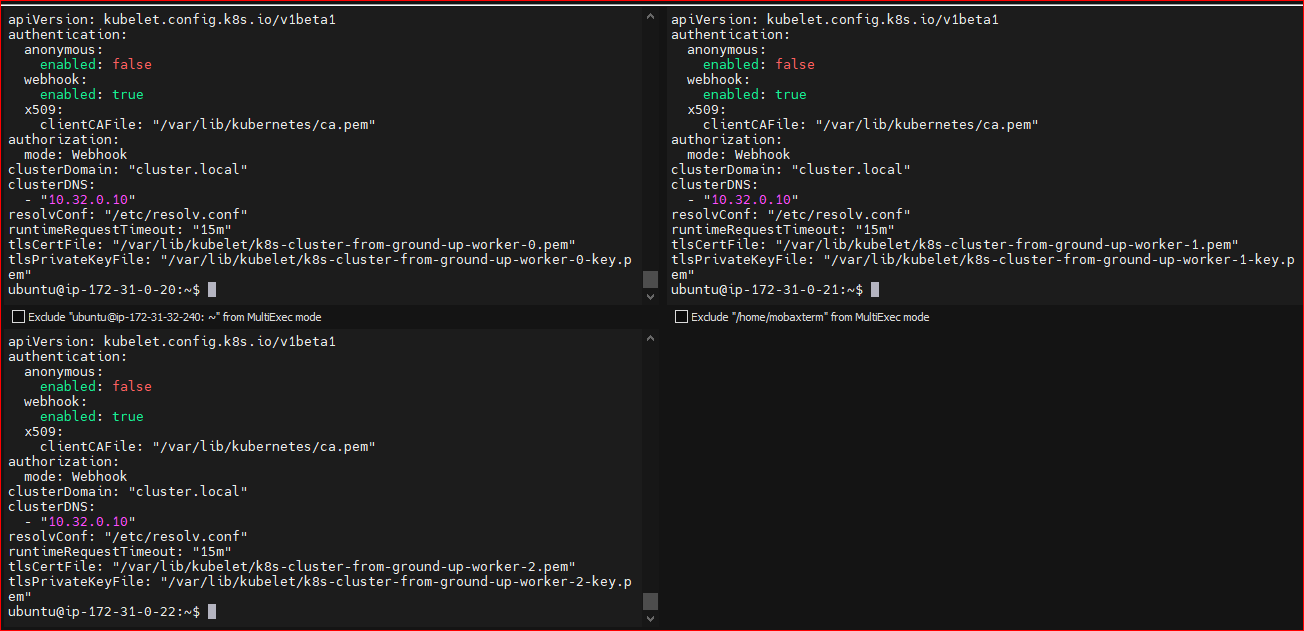 apiVersion: kubelet.config.k8s.io/v1beta1
authentication:
  anonymous:
    enabled: false
  webhook:
    enabled: true
  x509:
    clientCAFile: "/var/lib/kubernetes/ca.pem"
authorization:
  mode: Webhook
clusterDomain: "cluster.local"
clusterDNS:
  - "10.32.0.10"
resolvConf: "/etc/resolv.conf"
runtimeRequestTimeout: "15m"
tlsCertFile: "/var/lib/kubelet/k8s-cluster-from-ground-up-worker-0.pem"
tlsPrivateKeyFile: "/var/lib/kubelet/k8s-cluster-from-ground-up-worker-0-key.p
em"
ubuntu@ip-172-31-0-20:~$
apiVersion: kubelet.config.k8s.io/v1beta1
authentication:
  anonymous:
    enabled: false
  webhook:
    enabled: true
  x509:
    clientCAFile: "/var/lib/kubernetes/ca.pem"
authorization:
  mode: Webhook
clusterDomain: "cluster.local"
clusterDNS:
  - "10.32.0.10"
resolvConf: "/etc/resolv.conf"
runtimeRequestTimeout: "15m"
tlsCertFile: "/var/lib/kubelet/k8s-cluster-from-ground-up-worker-1.pem"
tlsPrivateKeyFile: "/var/lib/kubelet/k8s-cluster-from-ground-up-worker-1-key.p
em"
ubuntu@ip-172-31-0-21:~$
Exclude "ubuntu@ip-172-31-32-240: ~" from MultiExec mode
Exclude "/home/mobaxterm" from MultiExec mode
apiVersion: kubelet.config.k8s.io/v1beta1
authentication:
  anonymous:
    enabled: false
  webhook:
    enabled: true
  x509:
    clientCAFile: "/var/lib/kubernetes/ca.pem"
authorization:
  mode: Webhook
clusterDomain: "cluster.local"
clusterDNS:
  - "10.32.0.10"
resolvConf: "/etc/resolv.conf"
runtimeRequestTimeout: "15m"
tlsCertFile: "/var/lib/kubelet/k8s-cluster-from-ground-up-worker-2.pem"
tlsPrivateKeyFile: "/var/lib/kubelet/k8s-cluster-from-ground-up-worker-2-key.p
em"
ubuntu@ip-172-31-0-22:~$